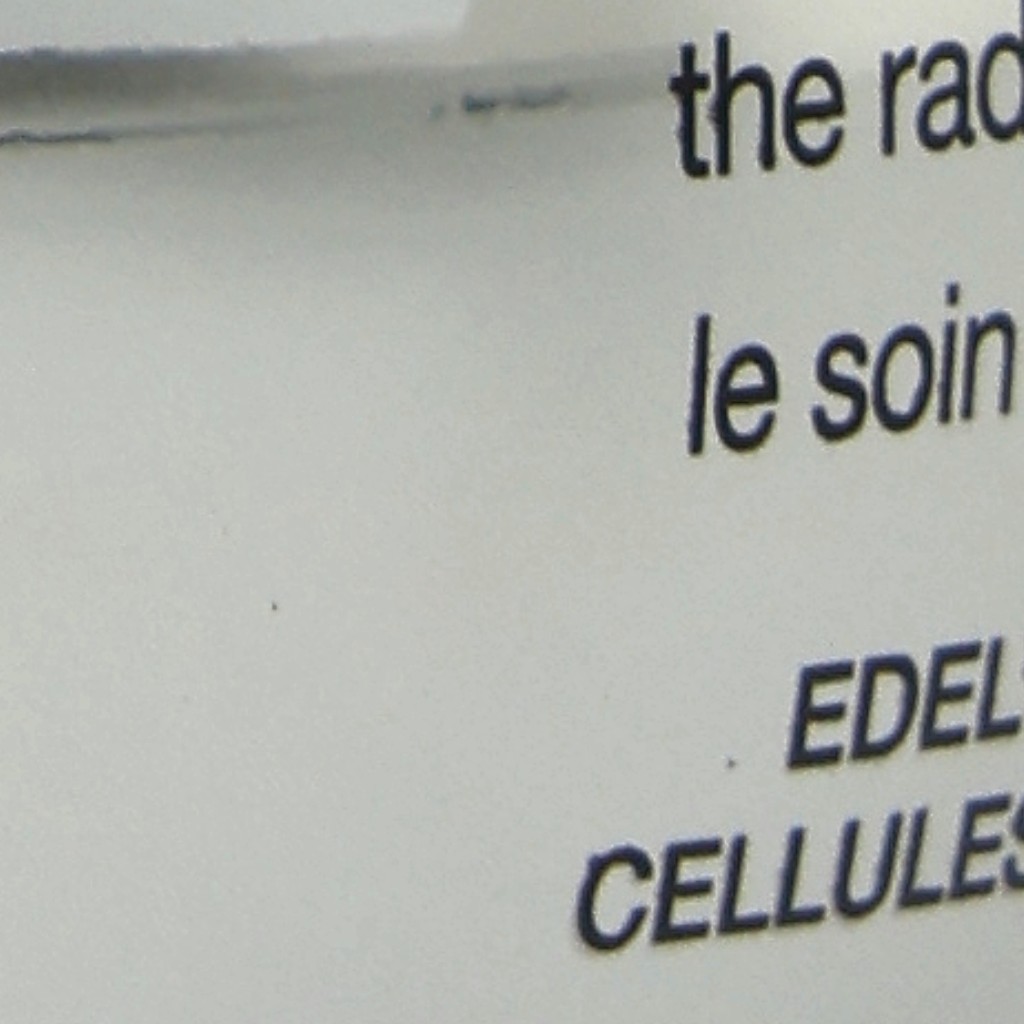 the rad
le soin
EDEL
CELLULES